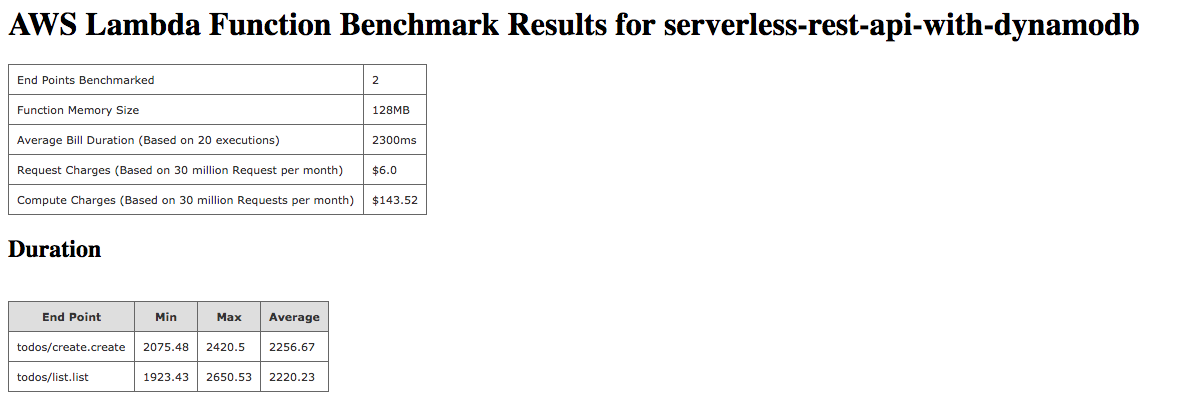 AWS Lambda Function Benchmark Results for serverless-rest-api-with-dynamodb
End Points Benchmarked 2
Function Memory Size 128MB
Average Bill Duration (Based on 20 executions) 2300ms
Request Charges (Based on 30 million Request per month) $6.0
Compute Charges (Based on 30 million Requests per month) $143.52
Duration
End Point Min Max Average
todos/create.create 2075.48 2420.5 2256.67
todos/list.list 1923.43 2650.53 2220.23